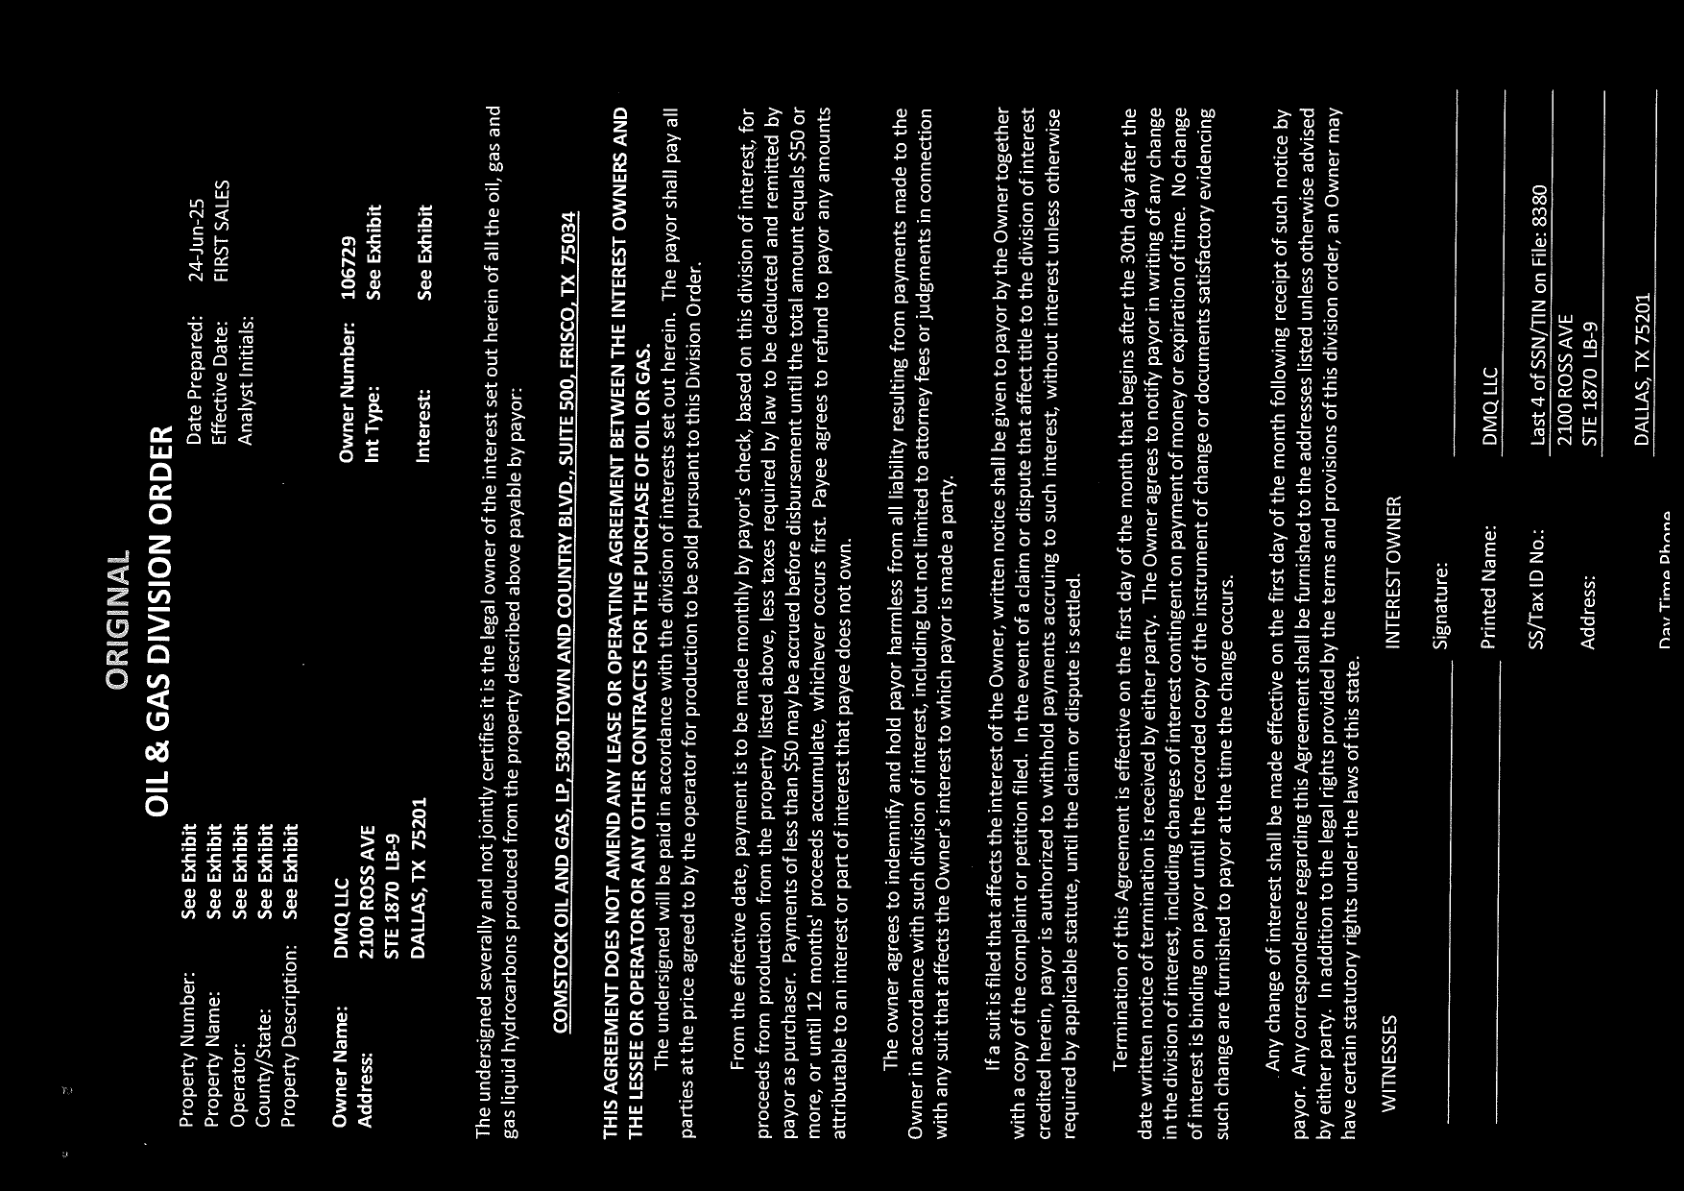 ORIGINAL
OIL & GAS DIVISION ORDER
Property Number: See Exhibit Date Prepared: 24-Jun-25
Property Name: See Exhibit Effective Date: FIRST SALES
Operator: See Exhibit Analyst Initials:
County/State: See Exhibit
Property Description: See Exhibit
Owner Name: DMQ LLC Owner Number: 106729
Address: 2100 ROSS AVE Int Type: See Exhibit
STE 1870 LB-9
DALLAS, TX 75201 Interest: See Exhibit
The undersigned severally and not jointly certifies it is the legal owner of the interest set out herein of all the oil, gas and
gas liquid hydrocarbons produced from the property described above payable by payor:
COMSTOCK OIL AND GAS, LP, 5300 TOWN AND COUNTRY BLVD., SUITE 500, FRISCO, TX 75034
THIS AGREEMENT DOES NOT AMEND ANY LEASE OR OPERATING AGREEMENT BETWEEN THE INTEREST OWNERS AND
THE LESSEE OR OPERATOR OR ANY OTHER CONTRACTS FOR THE PURCHASE OF OIL OR GAS.
The undersigned will be paid in accordance with the division of interests set out herein. The payor shall pay all
parties at the price agreed to by the operator for production to be sold pursuant to this Division Order.
From the effective date, payment is to be made monthly by payor's check, based on this division of interest, for
proceeds from production from the property listed above, less taxes required by law to be deducted and remitted by
payor as purchaser. Payments of less than $50 may be accrued before disbursement until the total amount equals $50 or
more, or until 12 months' proceeds accumulate, whichever occurs first. Payee agrees to refund to payor any amounts
attributable to an interest or part of interest that payee does not own.
The owner agrees to indemnify and hold payor harmless from all liability resulting from payments made to the
Owner in accordance with such division of interest, including but not limited to attorney fees or judgments in connection
with any suit that affects the Owner's interest to which payor is made a party.
If a suit is filed that affects the interest of the Owner, written notice shall be given to payor by the Owner together
with a copy of the complaint or petition filed. In the event of a claim or dispute that affect title to the division of interest
credited herein, payor is authorized to withhold payments accruing to such interest, without interest unless otherwise
required by applicable statute, until the claim or dispute is settled.
Termination of this Agreement is effective on the first day of the month that begins after the 30th day after the
date written notice of termination is received by either party. The Owner agrees to notify payor in writing of any change
in the division of interest, including changes of interest contingent on payment of money or expiration of time. No change
of interest is binding on payor until the recorded copy of the instrument of change or documents satisfactory evidencing
such change are furnished to payor at the time the change occurs.
Any change of interest shall be made effective on the first day of the month following receipt of such notice by
payor. Any correspondence regarding this Agreement shall be furnished to the addresses listed unless otherwise advised
by either party. In addition to the legal rights provided by the terms and provisions of this division order, an Owner may
have certain statutory rights under the laws of this state.
WITNESSES INTEREST OWNER
Signature:
Printed Name: DMQ LLC
SS/Tax ID No.: Last 4 of SSN/TIN on File: 8380
2100 ROSS AVE
Address: STE 1870 LB-9
DALLAS, TX 75201
Day Time Phone